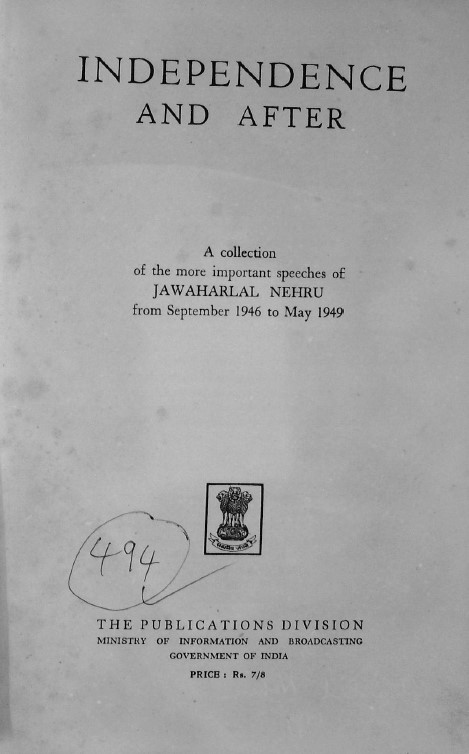 INDEPENDENCE
AND AFTER
A collection
of the more important speeches of
JAWAHARLAL NEHRU
from September 1946 to May 1949
494
THE PUBLICATIONS DIVISION
MINISTRY OF INFORMATION AND BROADCASTING
GOVERNMENT OF INDIA
PRICE : Rs. 7/8